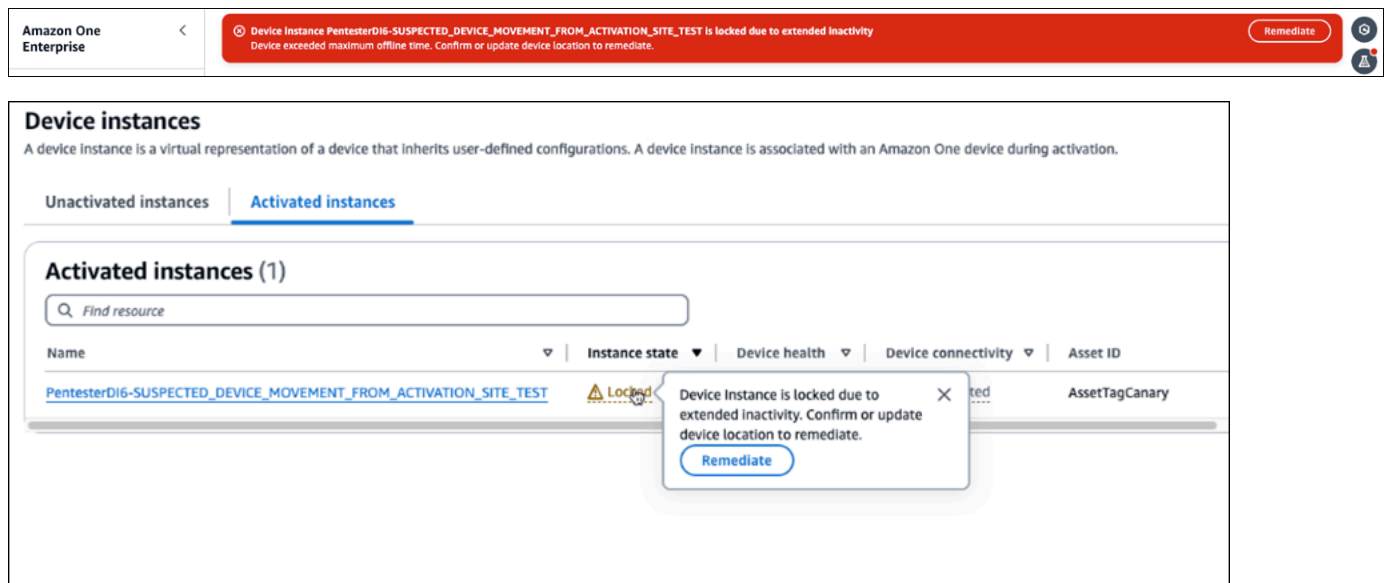 Amazon One
Enterprise
Device Instance PentesterDI6-SUSPECTED_DEVICE_MOVEMENT_FROM_ACTIVATION_SITE_TEST is locked due to extended inactivity
Device exceeded maximum offline time. Confirm or update device location to remediate.
Remediate
Device instances
A device instance is a virtual representation of a device that inherits user-defined configurations. A device instance is associated with an Amazon One device during activation.
Unactivated instances
Activated instances
Activated instances (1)
Find resource
Name
Instance state
Device health
Device connectivity
Asset ID
PentesterDI6-SUSPECTED_DEVICE_MOVEMENT_FROM_ACTIVATION_SITE_TEST
Locked
AssetTagCanary
Device Instance is locked due to
extended inactivity. Confirm or update
device location to remediate.
Remediate